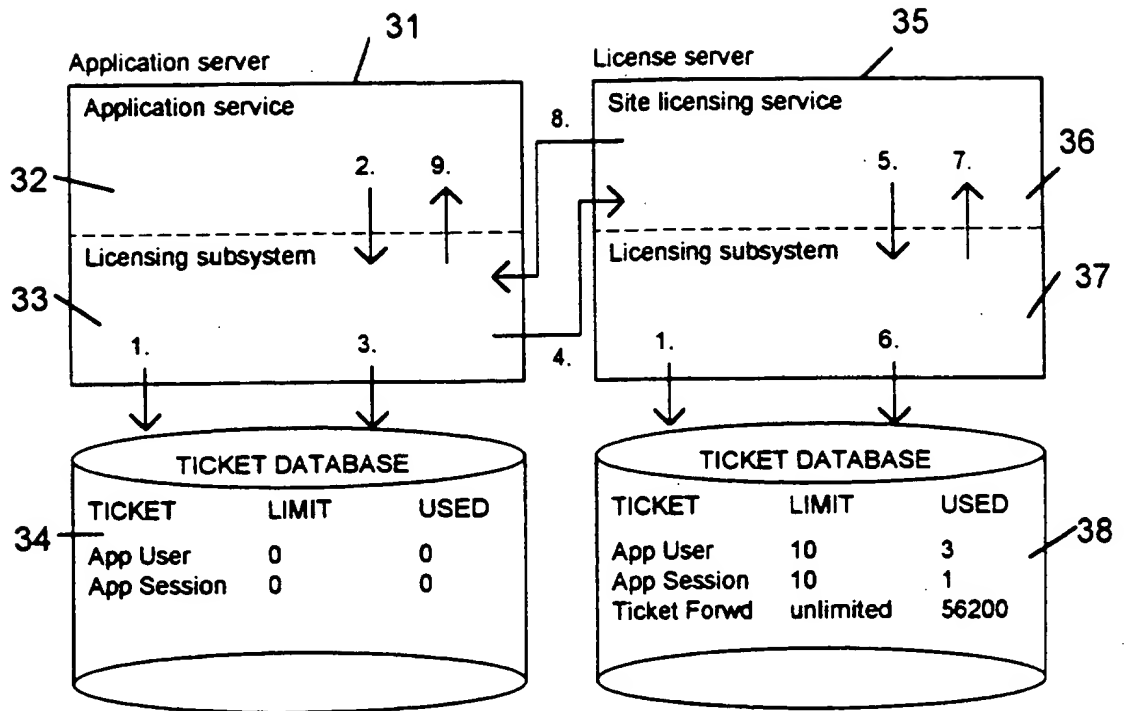 31
35
Application server
License server
Application service
Site licensing service
8.
32
2.
9.
5.
7.
36
Licensing subsystem
Licensing subsystem
33
37
1.
3.
4.
1.
6.
TICKET DATABASE
TICKET DATABASE
34
TICKET LIMIT USED
App User 0 0
App Session 0 0
TICKET LIMIT USED
App User 10 3
App Session 10 1
Ticket Forwd unlimited 56200
38